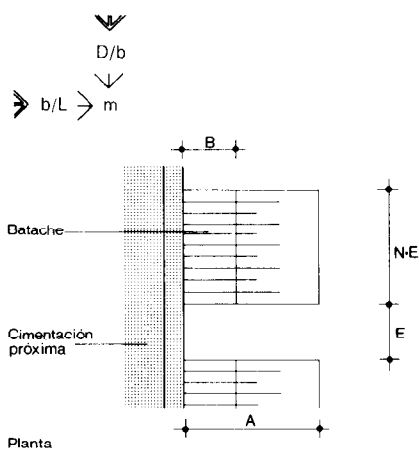 D/b
b/L m
B
Batache
N·E
Cimentación
próxima
E
A
Planta